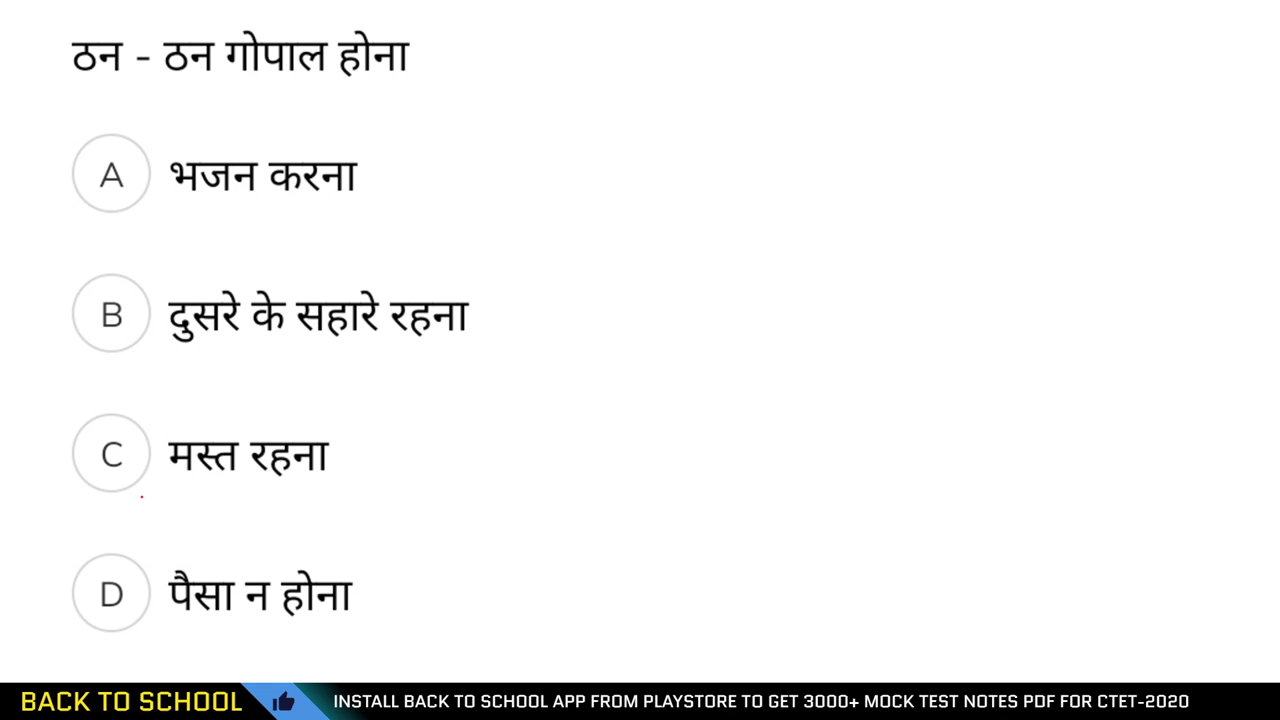 ठन - ठन गोपाल होना
A भजन करना
B दुसरे के सहारे रहना
C मस्त रहना
D पैसा न होना
BACK TO SCHOOL INSTALL BACK TO SCHOOL APP FROM PLAYSTORE TO GET 3000+ MOCK TEST NOTES PDF FOR CTET-2020